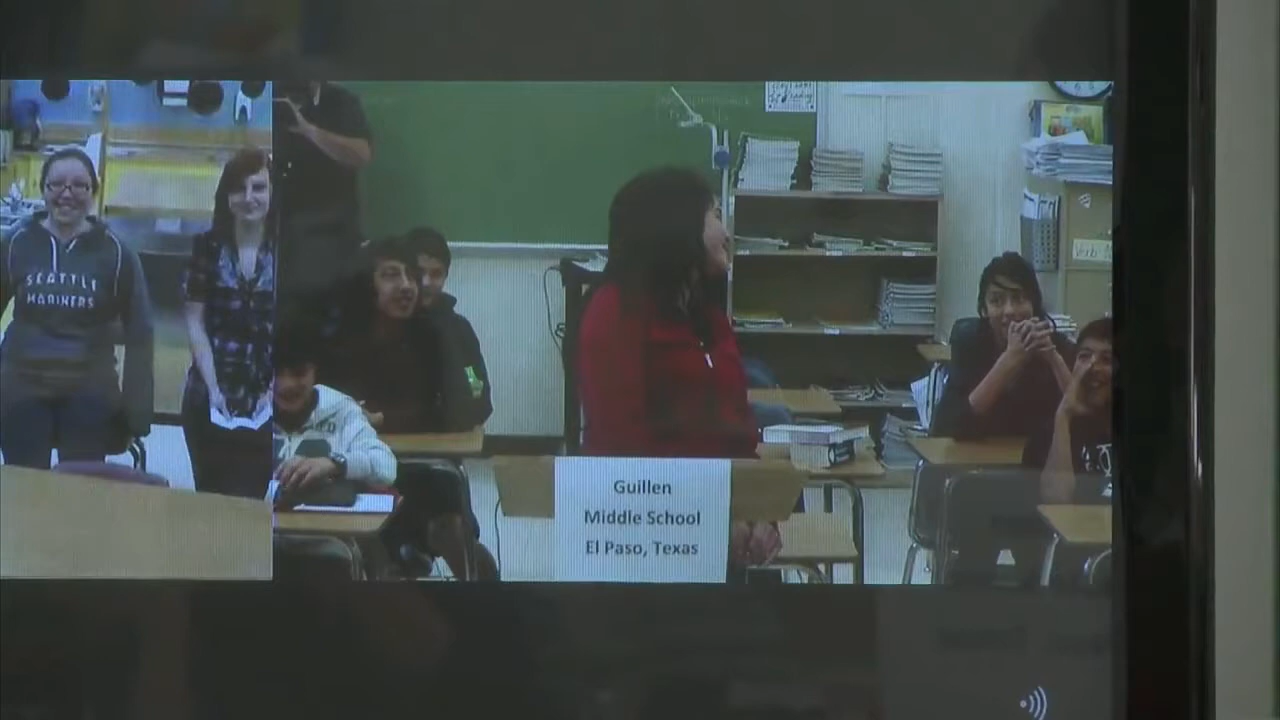 SEATTLE
MARINERS
Guillen
Middle School
El Paso, Texas